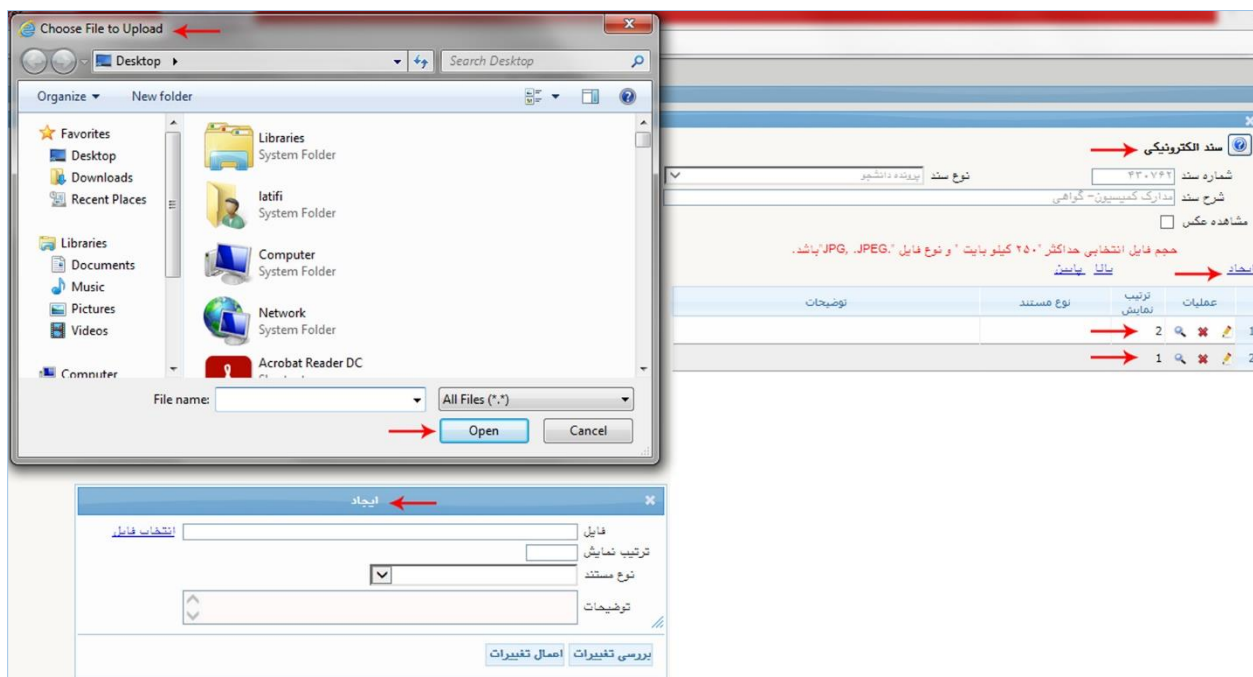 Choose File to Upload
Desktop
Search Desktop
Organize
New folder
Favorites
Desktop
Downloads
Recent Places
Libraries
Documents
Music
Pictures
Videos
Computer
Libraries
System Folder
latifi
System Folder
Computer
System Folder
Network
System Folder
Acrobat Reader DC
File name:
All Files (*.*)
Open
Cancel
سند الکترونیکی
شماره سند ۴۳۰۷۶۲ نوع سند پرونده دانشجو
شرح سند مدارک کمیسیون- گواهی
مشاهده عکس
حجم فایل انتخابی حداکثر "۲۵۰ کیلو بایت " و نوع فایل ".JPG, .JPEG"باشد.
ایجاد بالا پایین
عملیات ترتیب نمایش نوع مستند توضیحات
1 2
2 1
ایجاد
فایل انتخاب فایل
ترتیب نمایش
نوع مستند
توضیحات
بررسی تغییرات اعمال تغییرات